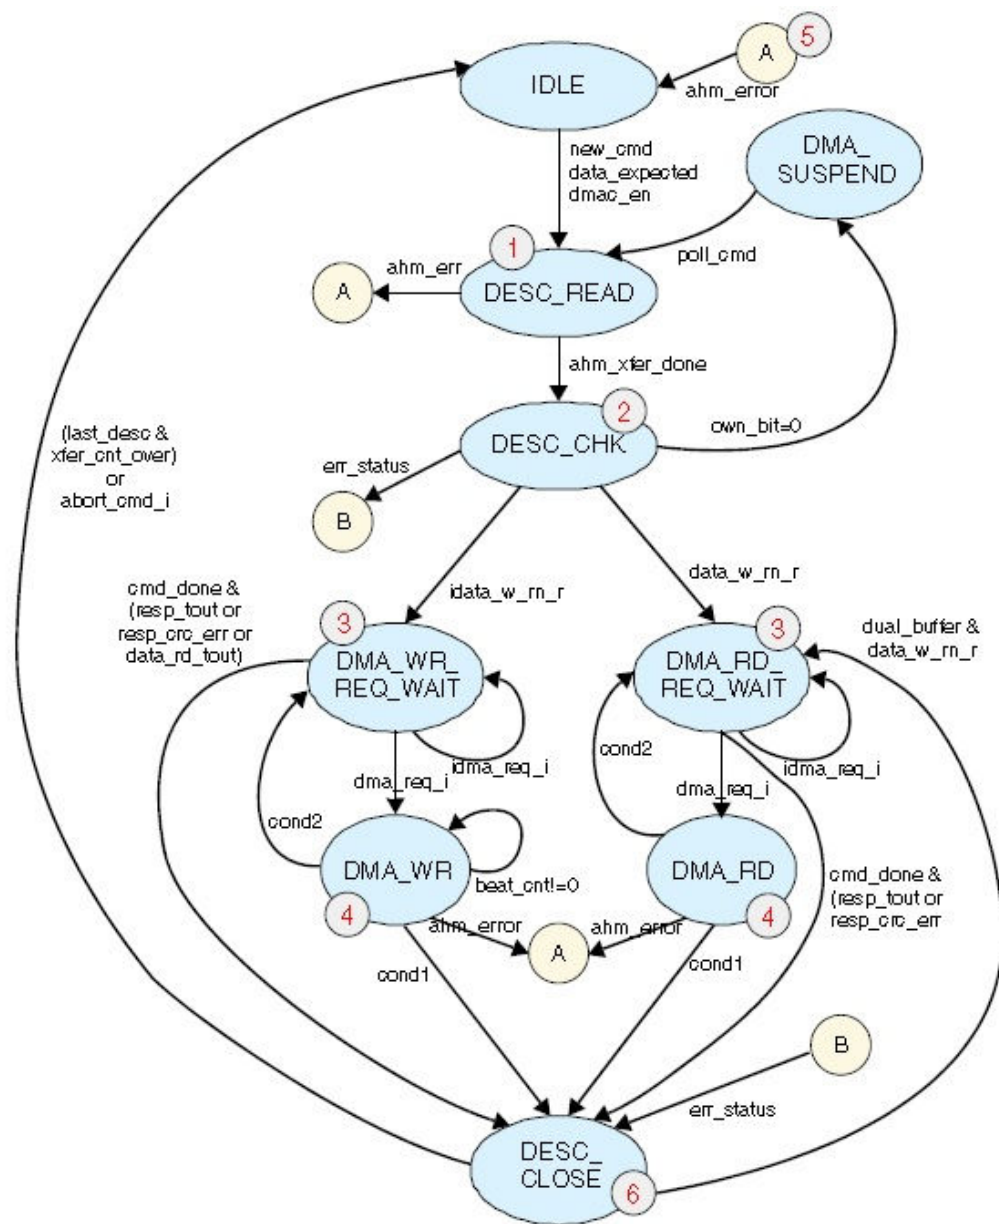 5
A
IDLE
ahm_error
new_cmd
data_expected
dmac_en
DMA_
SUSPEND
1
poll_cmd
ahm_err
A
DESC_READ
ahm_xfer_done
2
(last_desc &
xfer_cnt_over)
or
abort_cmd_i
DESC_CHK
own_bit=0
err_status
B
cmd_done &
(resp_tout or
resp_crc_err or
data_rd_tout)
idata_w_rn_r
data_w_rn_r
dual_buffer &
data_w_rn_r
3
DMA_WR_
REQ_WAIT
3
DMA_RD_
REQ_WAIT
idma_req_i
dma_req_i
cond2
cond2
idma_req_i
dma_req_i
DMA_WR
beat_cnt!=0
4
DMA_RD
4
cmd_done &
(resp_tout or
resp_crc_err
ahm_error
A
ahm_error
cond1
cond1
B
err_status
DESC_
CLOSE
6